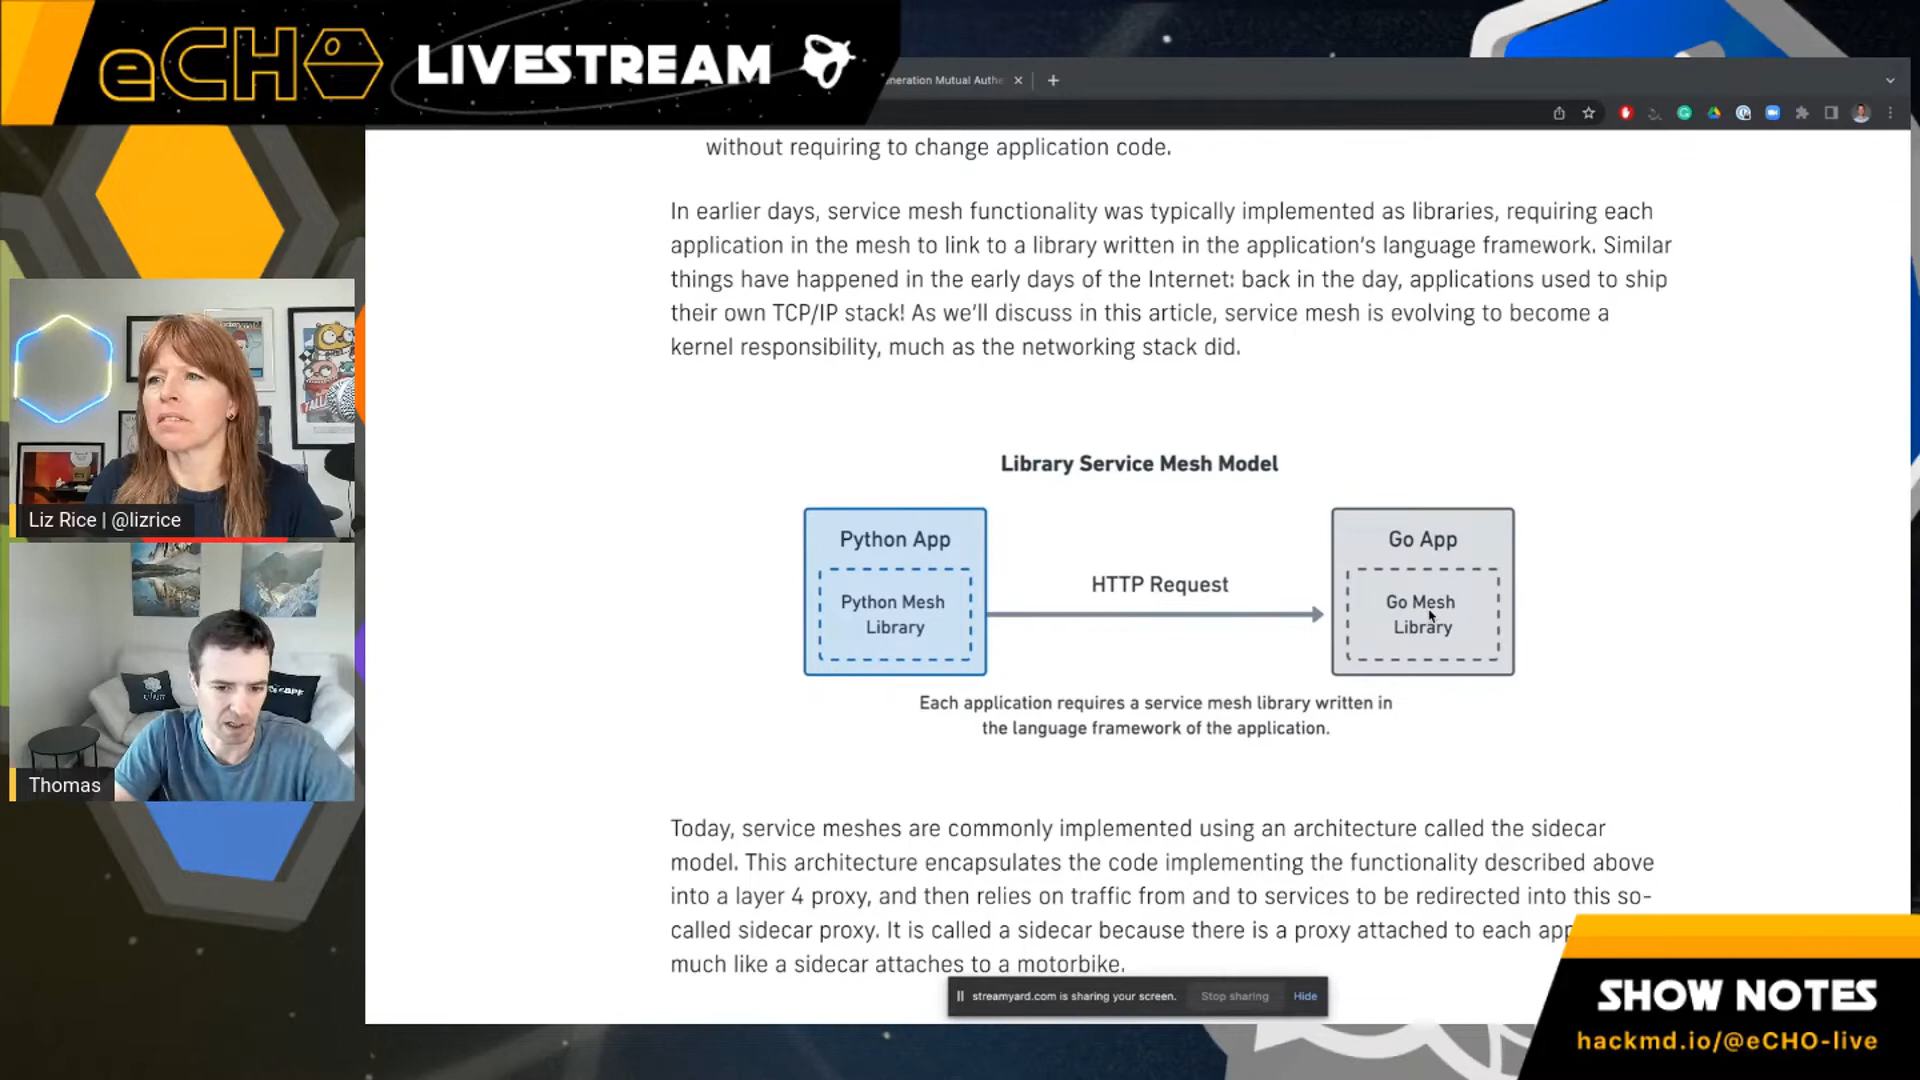 eCHO LIVESTREAM
neration Mutual Authe
without requiring to change application code.
In earlier days, service mesh functionality was typically implemented as libraries, requiring each
application in the mesh to link to a library written in the application's language framework. Similar
things have happened in the early days of the Internet: back in the day, applications used to ship
their own TCP/IP stack! As we'll discuss in this article, service mesh is evolving to become a
kernel responsibility, much as the networking stack did.
Library Service Mesh Model
Python App
Python Mesh
Library
HTTP Request
Go App
Go Mesh
Library
Each application requires a service mesh library written in
the language framework of the application.
Today, service meshes are commonly implemented using an architecture called the sidecar
model. This architecture encapsulates the code implementing the functionality described above
into a layer 4 proxy, and then relies on traffic from and to services to be redirected into this so-
called sidecar proxy. It is called a sidecar because there is a proxy attached to each app
much like a sidecar attaches to a motorbike.
streamyard.com is sharing your screen. Stop sharing Hide
Liz Rice | @lizrice
Thomas
SHOW NOTES
hackmd.io/@eCHO-live